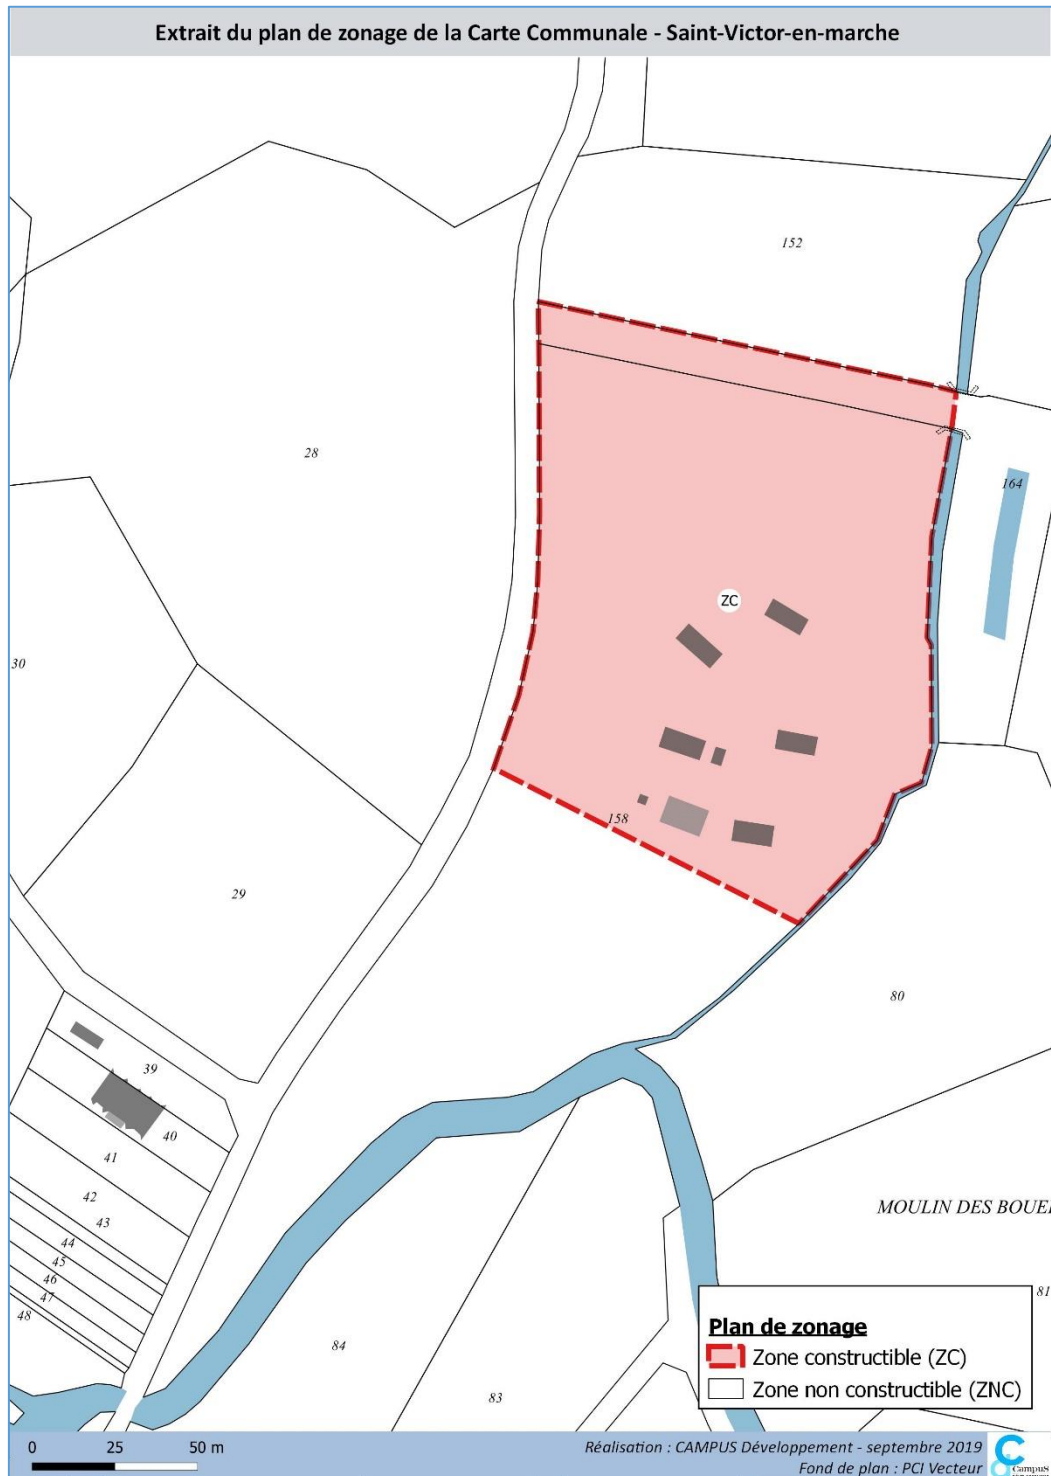 Extrait du plan de zonage de la Carte Communale - Saint-Victor-en-marche
152
28
164
ZC
30
158
29
80
39
40
41
42
43
44
45
46
47
48
MOULIN DES BOUE
81
84
83
Plan de zonage
Zone constructible (ZC)
Zone non constructible (ZNC)
0 25 50 m
Réalisation : CAMPUS Développement - septembre 2019
Fond de plan : PCI Vecteur
Campus